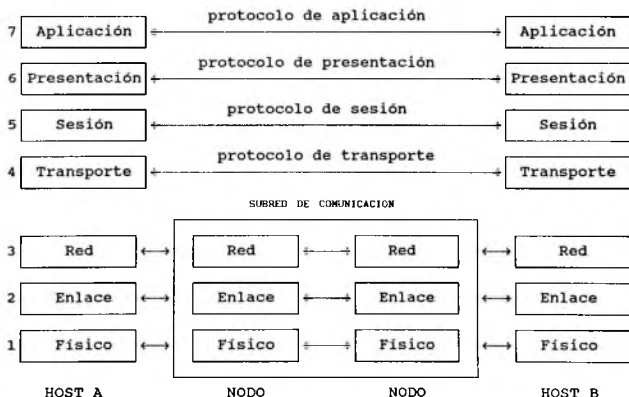 protocolo de aplicación
7 Aplicación Aplicación
protocolo de presentación
6 Presentación Presentación
protocolo de sesión
5 Sesión Sesión
protocolo de transporte
4 Transporte Transporte
SUBRED DE COMUNICACION
3 Red Red Red Red
2 Enlace Enlace Enlace Enlace
1 Físico Físico Físico Físico
HOST A NODO NODO HOST B